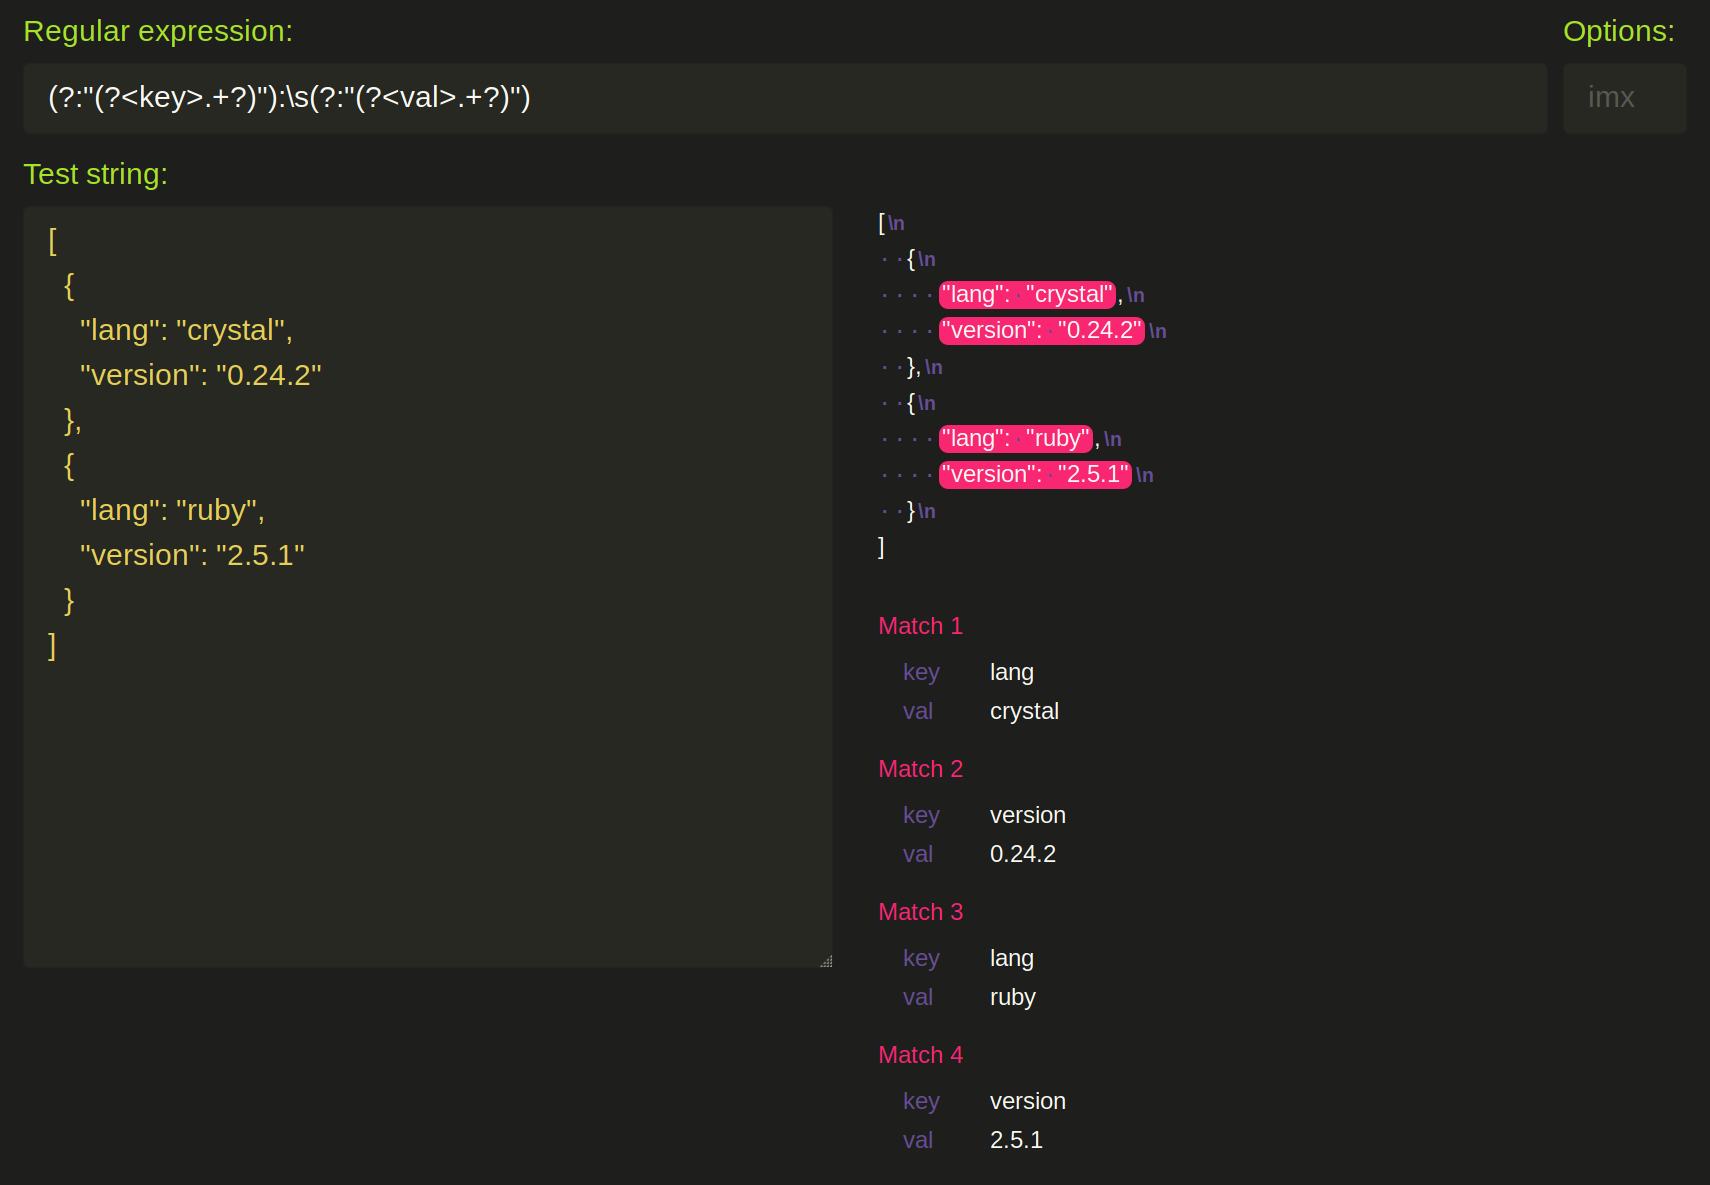 Regular expression:
Options:
(?:"(?<key>.+?)"):\s(?:"(?<val>.+?)")
imx
Test string:
[
  {
    "lang": "crystal",
    "version": "0.24.2"
  },
  {
    "lang": "ruby",
    "version": "2.5.1"
  }
]
[\n
··{\n
····"lang":·"crystal",\n
····"version":·"0.24.2"\n
··},\n
··{\n
····"lang":·"ruby",\n
····"version":·"2.5.1"\n
··}\n
]
Match 1
key lang
val crystal
Match 2
key version
val 0.24.2
Match 3
key lang
val ruby
Match 4
key version
val 2.5.1